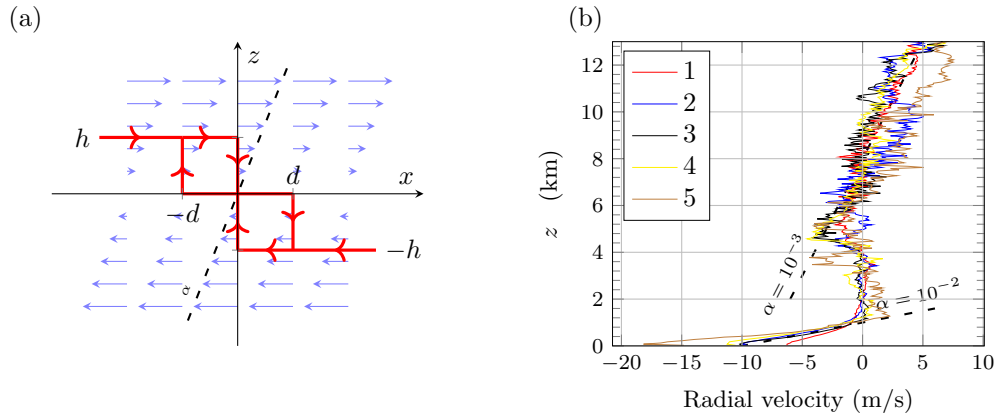 (a)
z
h
d
x
−d
−h
α
(b)
12
10
8
6
4
2
0
z (km)
1
2
3
4
5
α = 10⁻³
α = 10⁻²
−20 −15 −10 −5 0 5 10
Radial velocity (m/s)